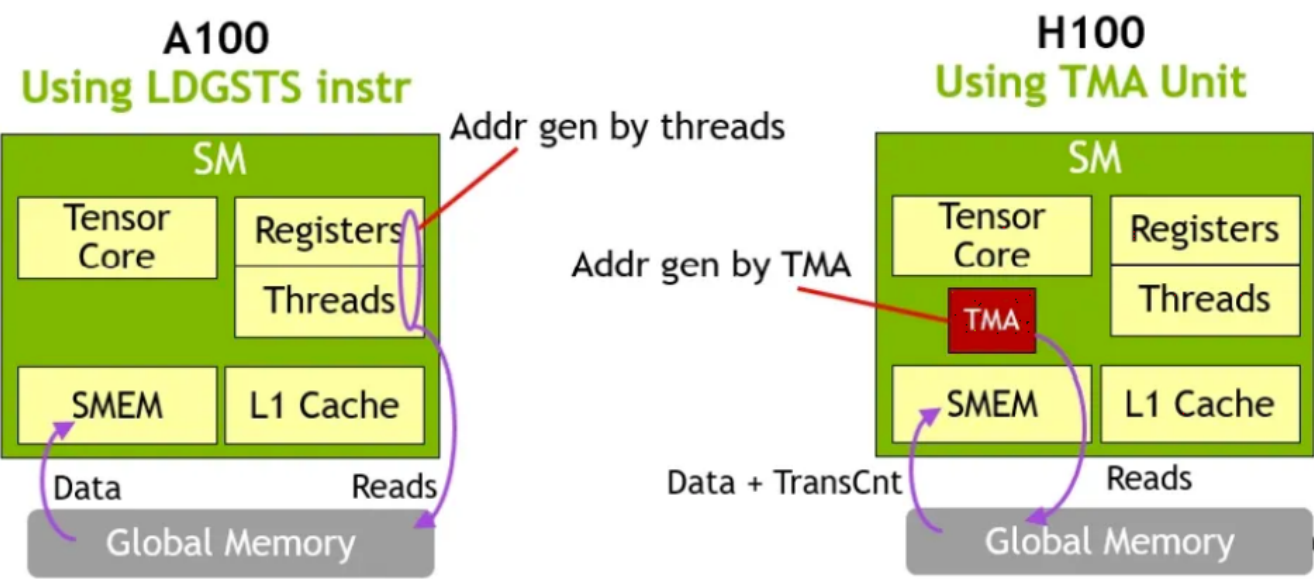 A100
Using LDGSTS instr
Addr gen by threads
SM
Tensor
Core
Registers
Threads
SMEM
L1 Cache
Data
Reads
Global Memory
H100
Using TMA Unit
Addr gen by TMA
SM
Tensor
Core
Registers
Threads
TMA
SMEM
L1 Cache
Data + TransCnt
Reads
Global Memory